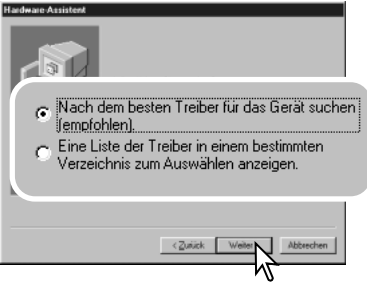 Hardware-Assistent
Nach dem besten Treiber für das Gerät suchen
(empfohlen).
Eine Liste der Treiber in einem bestimmten
Verzeichnis zum Auswählen anzeigen.
< Zurück Weiter Abbrechen